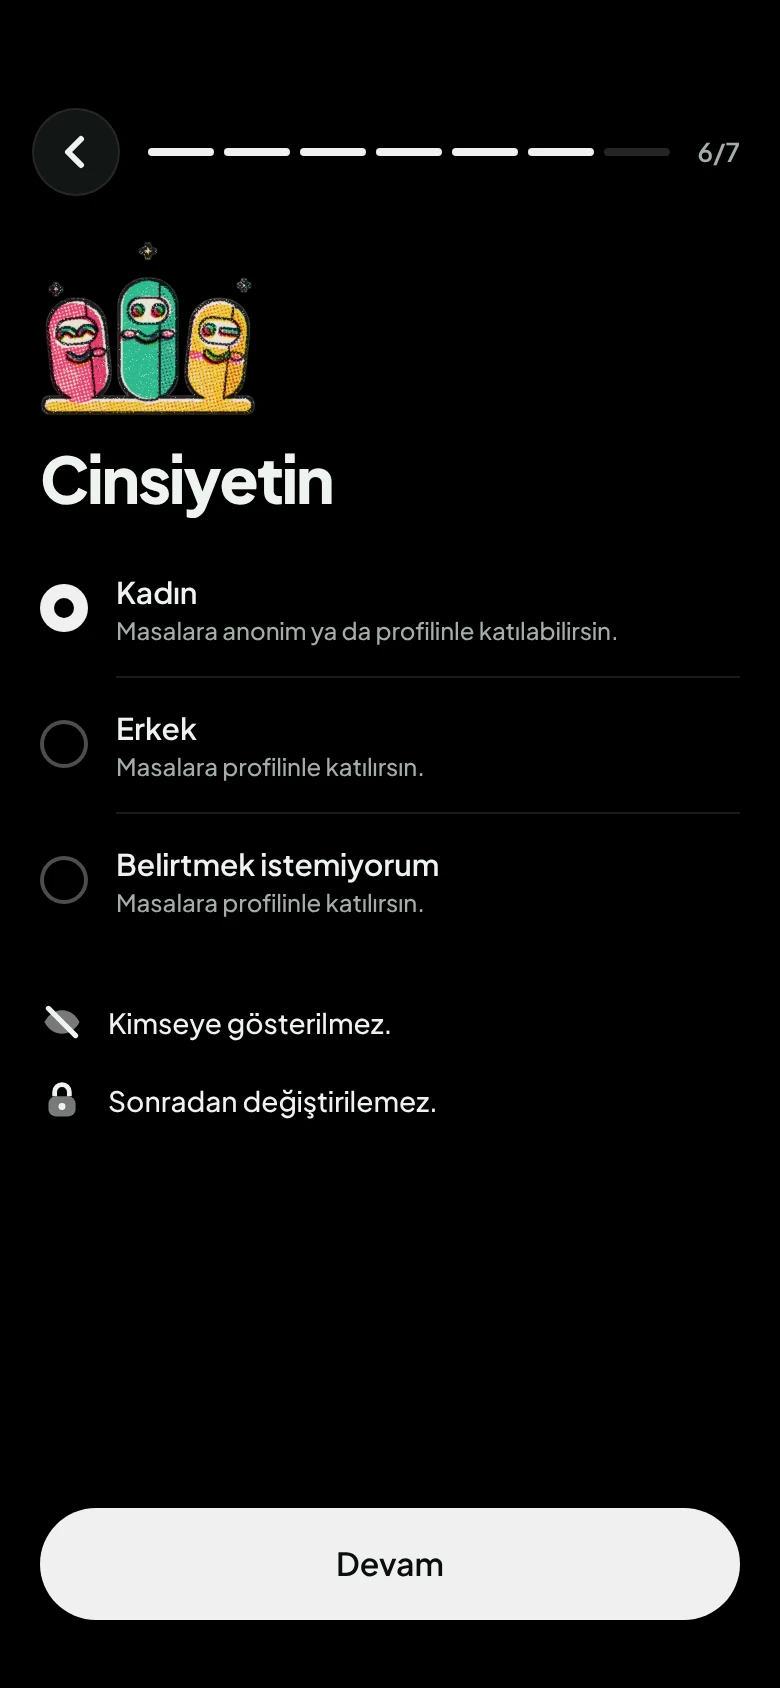 6/7
Cinsiyetin
Kadın
Masalara anonim ya da profilinle katılabilirsin.
Erkek
Masalara profilinle katılırsın.
Belirtmek istemiyorum
Masalara profilinle katılırsın.
Kimseye gösterilmez.
Sonradan değiştirilemez.
Devam